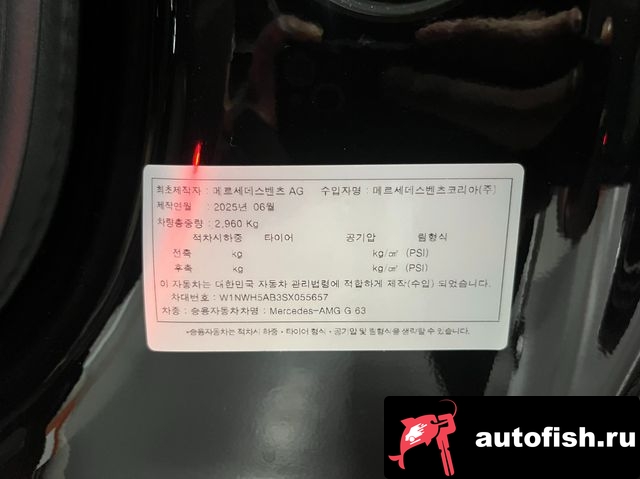 최초제작자 : 메르세데스벤츠 AG 수입자명 : 메르세데스벤츠코리아(주)
제작연월 : 2025년 06월
차량총중량 : 2,960 Kg
적차시하중 타이어 공기압 림형식
전축 kg kg/㎠ (PSI)
후축 kg kg/㎠ (PSI)
이 자동차는 대한민국 자동차 관리법령에 적합하게 제작(수입) 되었습니다.
차대번호 : W1NWH5AB3SX055657
차종 : 승용자동차차명 : Mercedes-AMG G 63
*승용자동차는 적차시 하중 • 타이어 형식 • 공기압 및 림형식을 생략할 수 있습니다.
autofish.ru